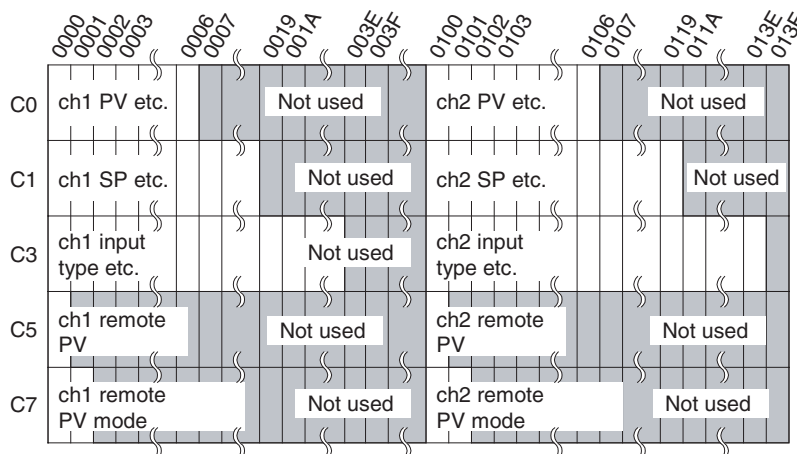 0000 0001 0002 0003 0006 0007 0019 001A 003E 003F 0100 0101 0102 0103 0106 0107 0119 011A 013E 013F
C0 ch1 PV etc. Not used ch2 PV etc. Not used
C1 ch1 SP etc. Not used ch2 SP etc. Not used
C3 ch1 input type etc. Not used ch2 input type etc.
C5 ch1 remote PV Not used ch2 remote PV Not used
C7 ch1 remote PV mode Not used ch2 remote PV mode Not used